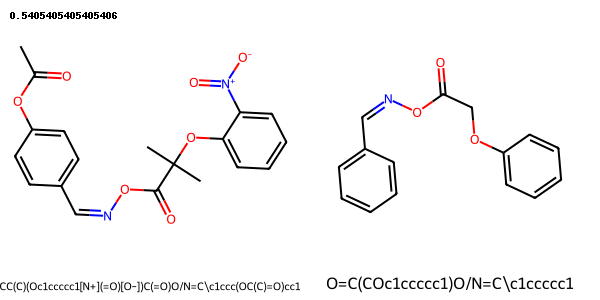 0.5405405405405406
O⁻
O
O
O N⁺
N
O
O
O
O
O
N
O
CC(C)(Oc1ccccc1[N+](=O)[O-])C(=O)O/N=C\c1ccc(OC(C)=O)cc1
O=C(COc1ccccc1)O/N=C\c1ccccc1